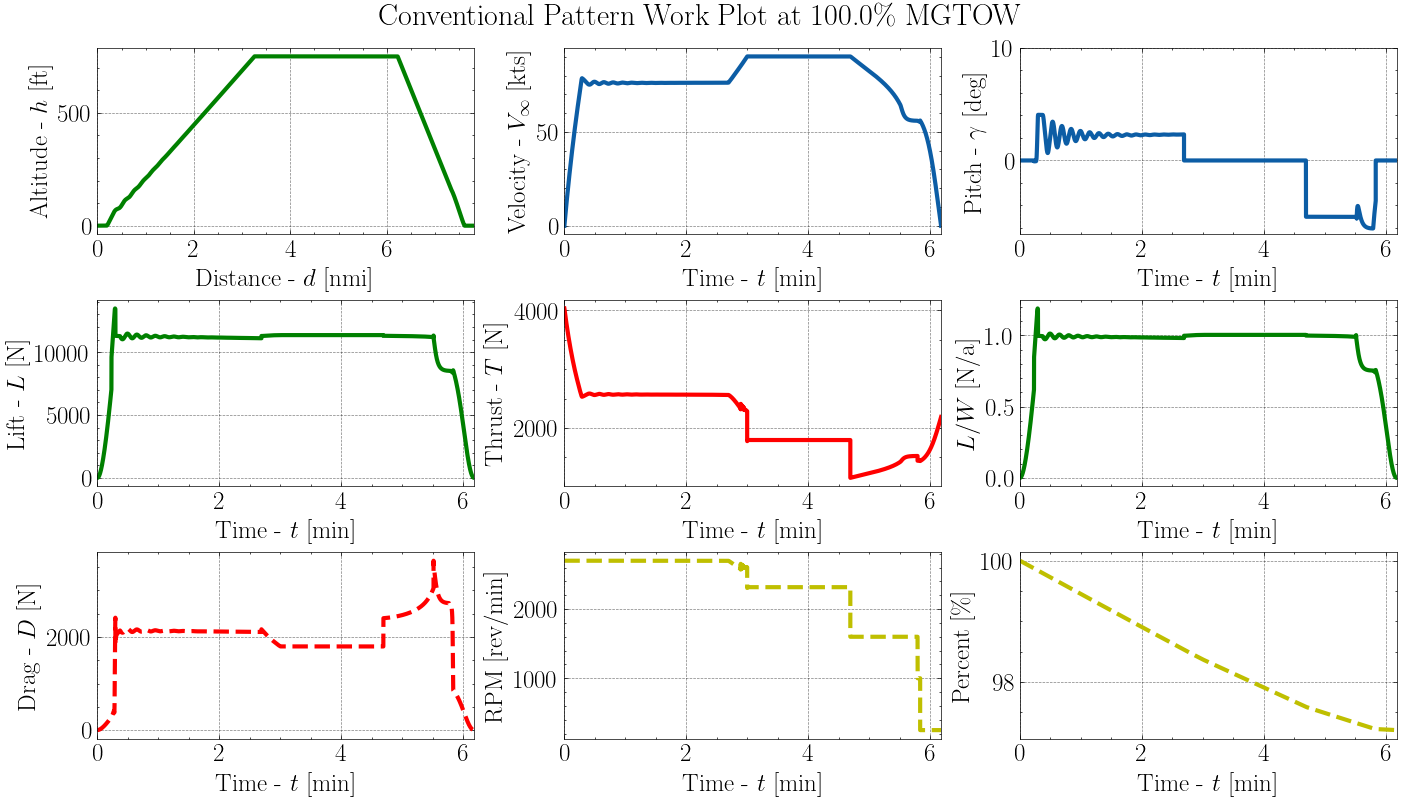 Conventional Pattern Work Plot at 100.0% MGTOW
Altitude - h [ft]
500
0
0 2 4 6
Distance - d [nmi]
Velocity - V∞ [kts]
50
0
0 2 4 6
Time - t [min]
Pitch - γ [deg]
10
0
0 2 4 6
Time - t [min]
Lift - L [N]
10000
5000
0
0 2 4 6
Time - t [min]
Thrust - T [N]
4000
2000
0 2 4 6
Time - t [min]
L/W [N/a]
1.0
0.5
0.0
0 2 4 6
Time - t [min]
Drag - D [N]
2000
0
0 2 4 6
Time - t [min]
RPM [rev/min]
2000
1000
0 2 4 6
Time - t [min]
Percent [%]
100
98
0 2 4 6
Time - t [min]